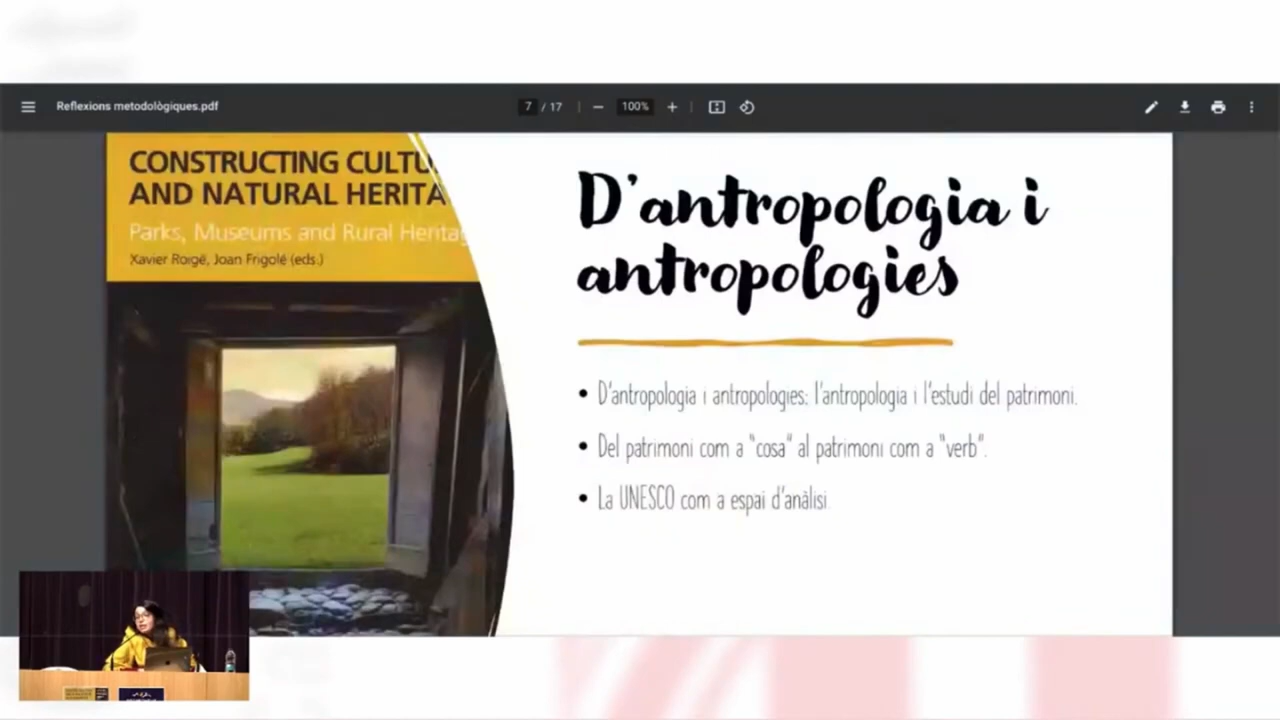 Reflexions metodològiques.pdf
7 / 17
100%
CONSTRUCTING CULTU
AND NATURAL HERITA
Parks, Museums and Rural Heritag
Xavier Roigé, Joan Frigolé (eds.)
D'antropologia i
antropologies
• D'antropologia i antropologies: l'antropologia i l'estudi del patrimoni.
• Del patrimoni com a "cosa" al patrimoni com a "verb".
• La UNESCO com a espai d'anàlisi.